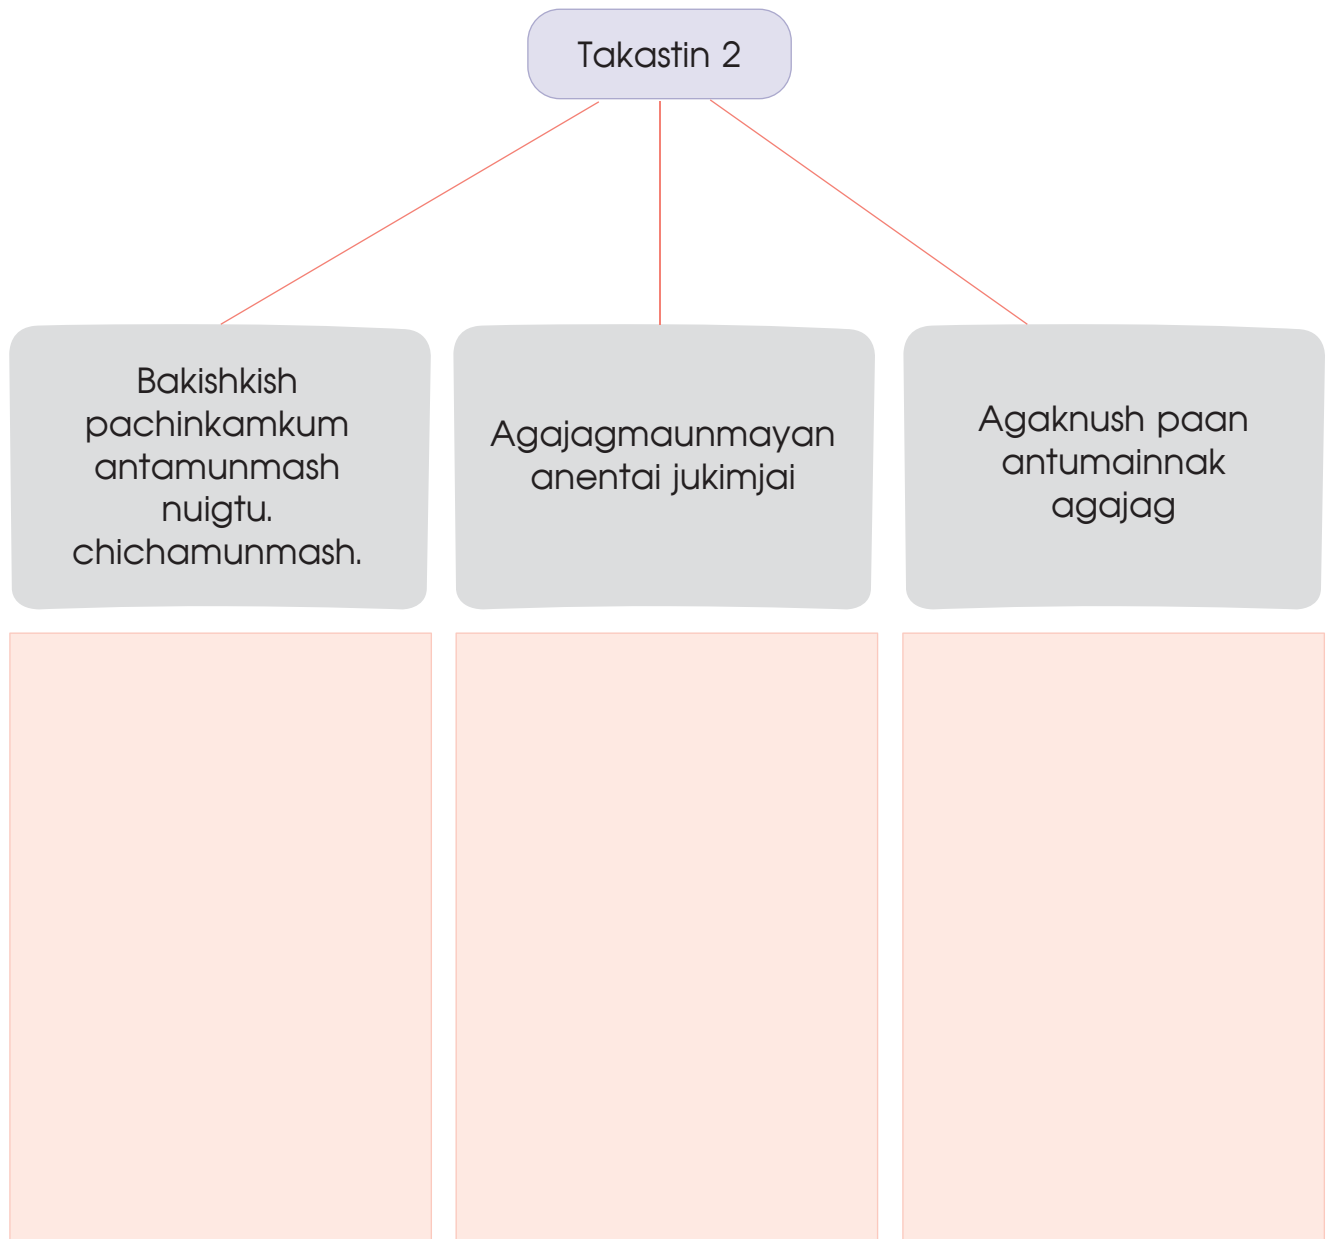 Takastin 2
Bakishkish
pachinkamkum
antamunmash
nuigtu.
chichamunmash.
Agajagmaunmayan
anentai jukimjai
Agaknush paan
antumainnak
agajag